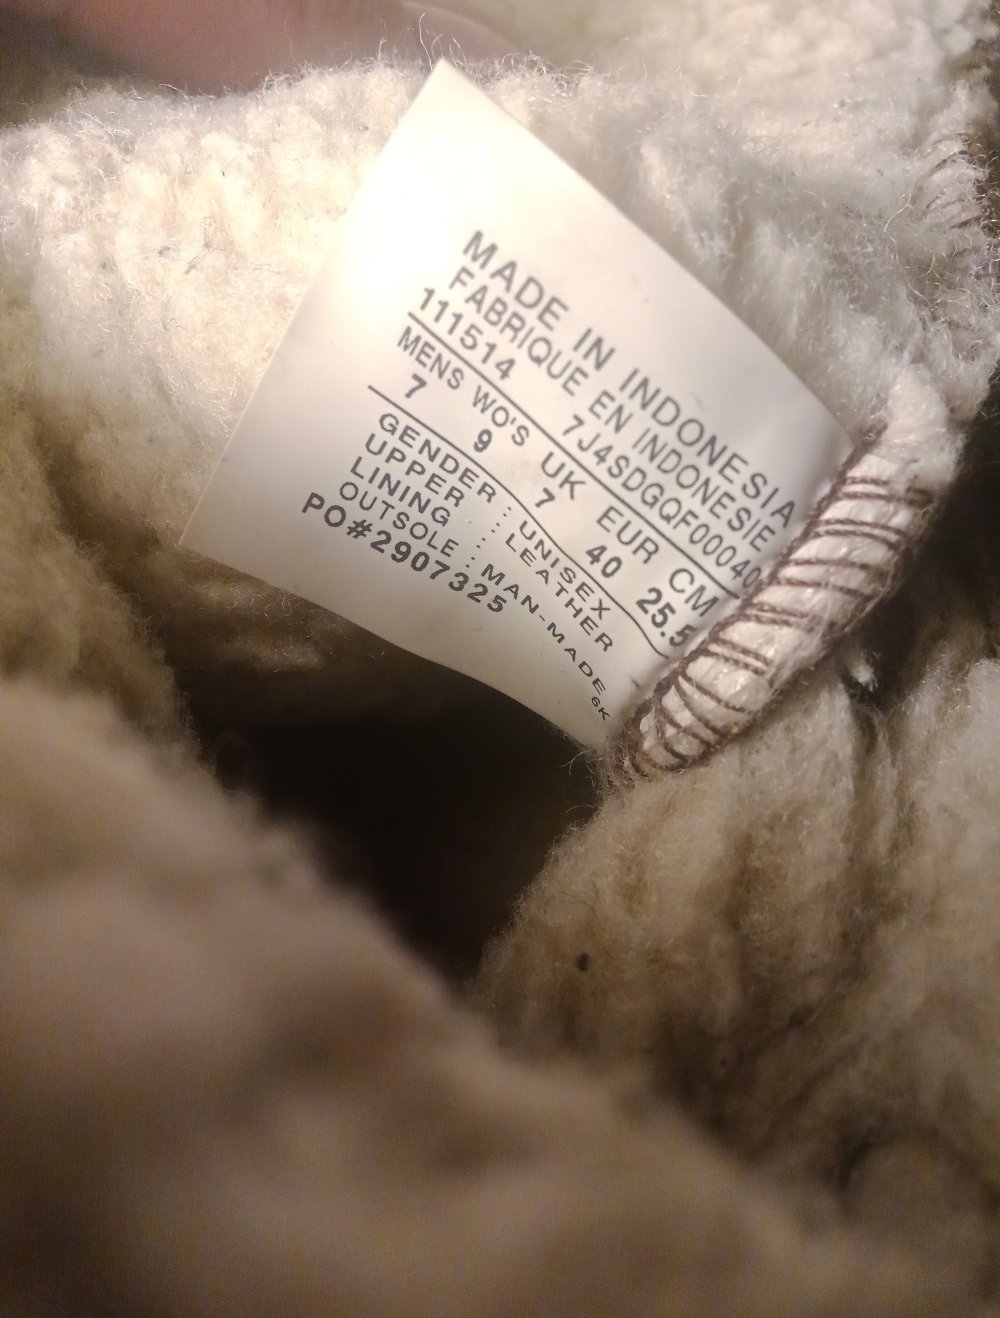 MADE IN INDONESIA
FABRIQUE EN INDONESIE
111514 7J4SDGQF00040
MENS WO'S UK EUR CM
7 9 7 40 25.5
GENDER : UNISEX
UPPER : LEATHER
LINING :
OUTSOLE : MAN-MADE
PO#2907325 6K